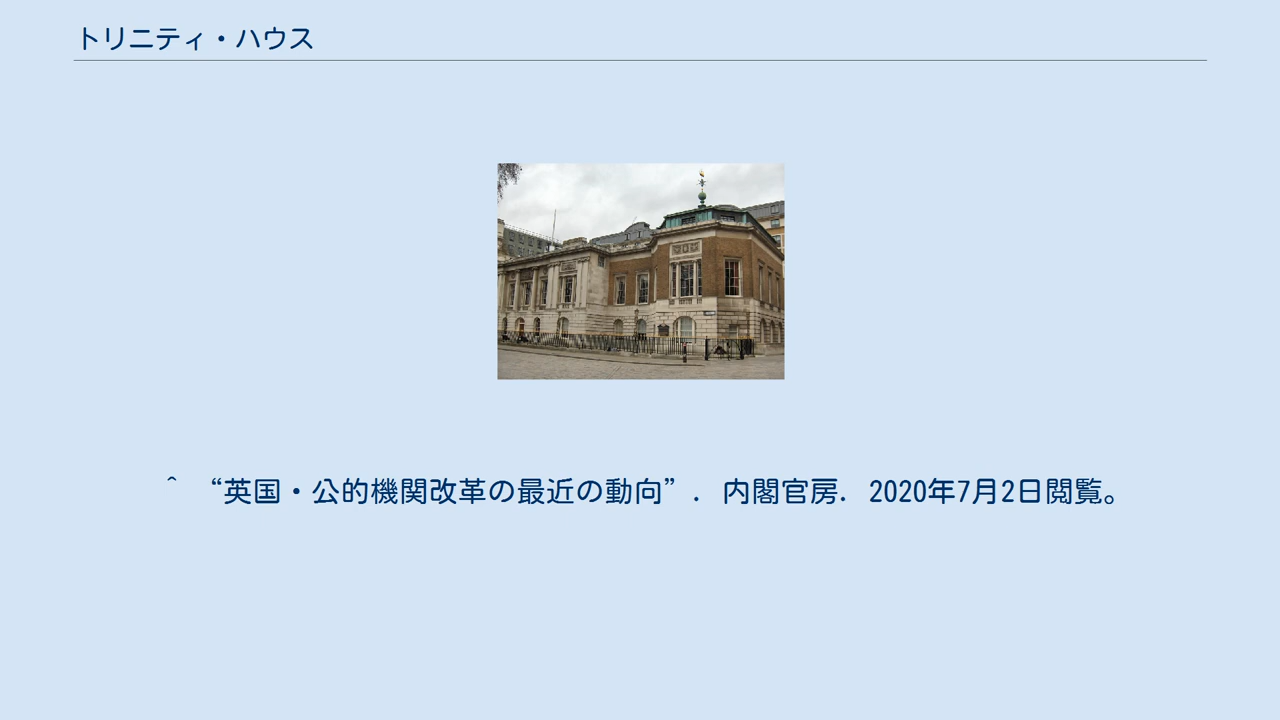 トリニティ・ハウス
^ “英国・公的機関改革の最近の動向”. 内閣官房. 2020年7月2日閲覧。